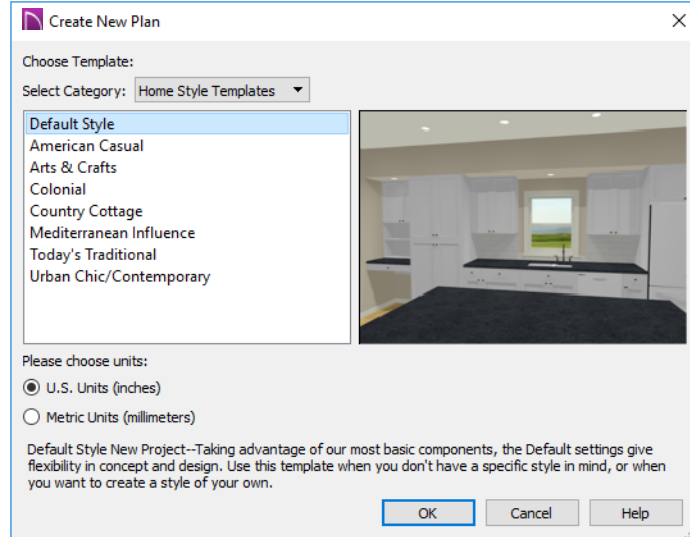 Create New Plan
Choose Template:
Select Category: Home Style Templates
Default Style
American Casual
Arts & Crafts
Colonial
Country Cottage
Mediterranean Influence
Today's Traditional
Urban Chic/Contemporary
Please choose units:
U.S. Units (inches)
Metric Units (millimeters)
Default Style New Project--Taking advantage of our most basic components, the Default settings give
flexibility in concept and design. Use this template when you don't have a specific style in mind, or when
you want to create a style of your own.
OK Cancel Help